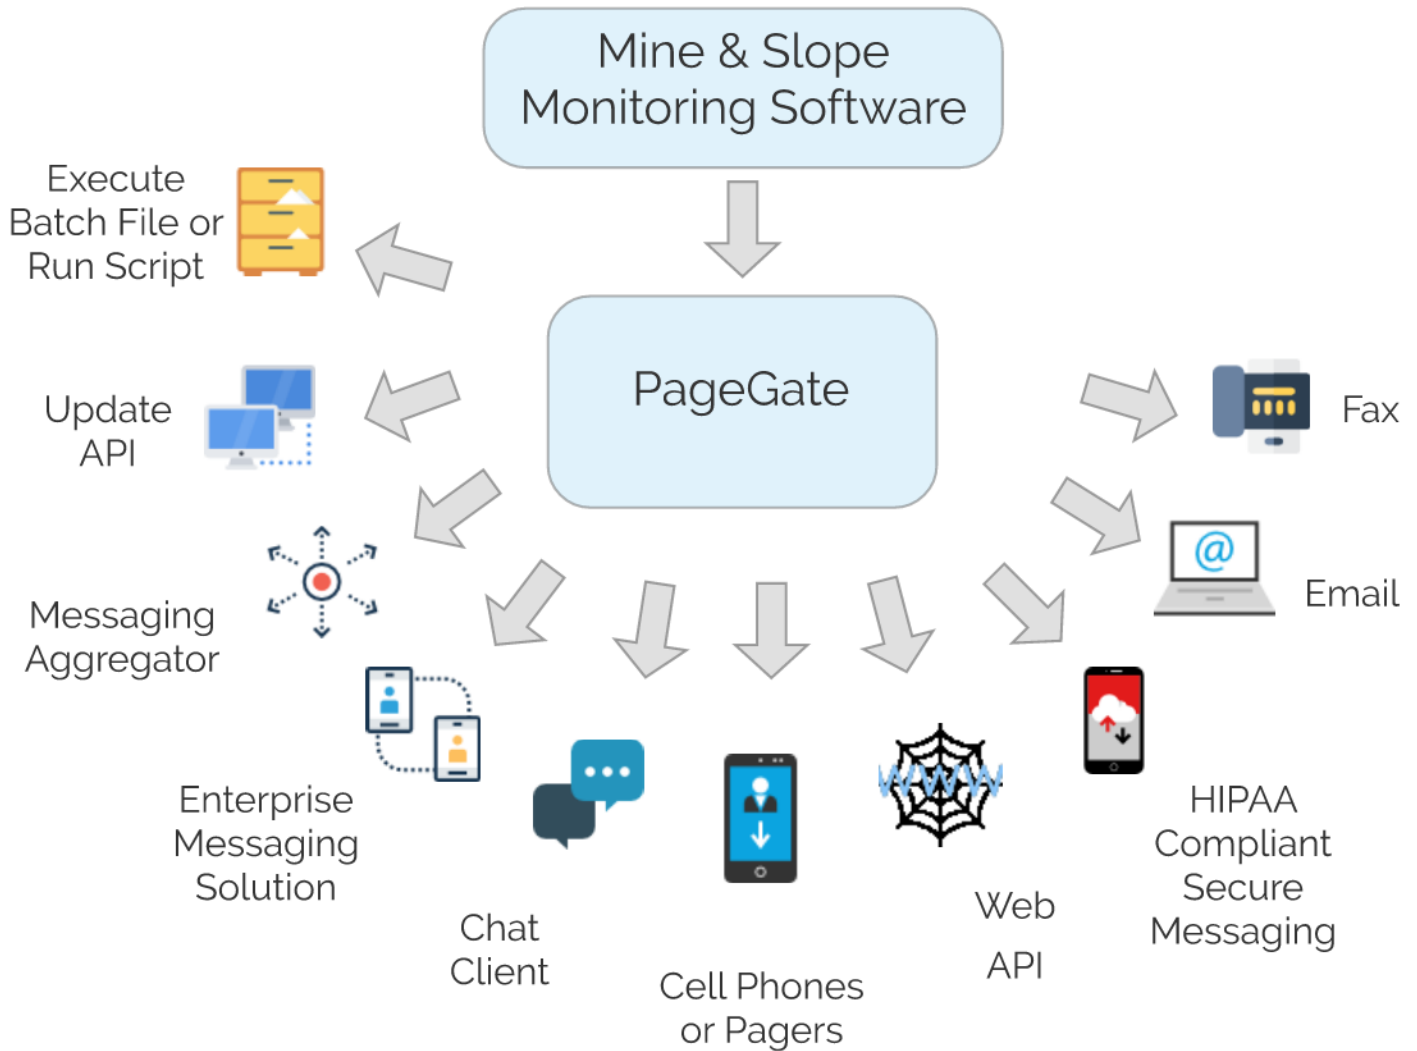 Mine & Slope
Monitoring Software
Execute
Batch File or
Run Script
PageGate
Update
API
Fax
@
Email
Messaging
Aggregator
WWW
Enterprise
Messaging
Solution
HIPAA
Compliant
Secure
Messaging
Chat
Client
Web
API
Cell Phones
or Pagers